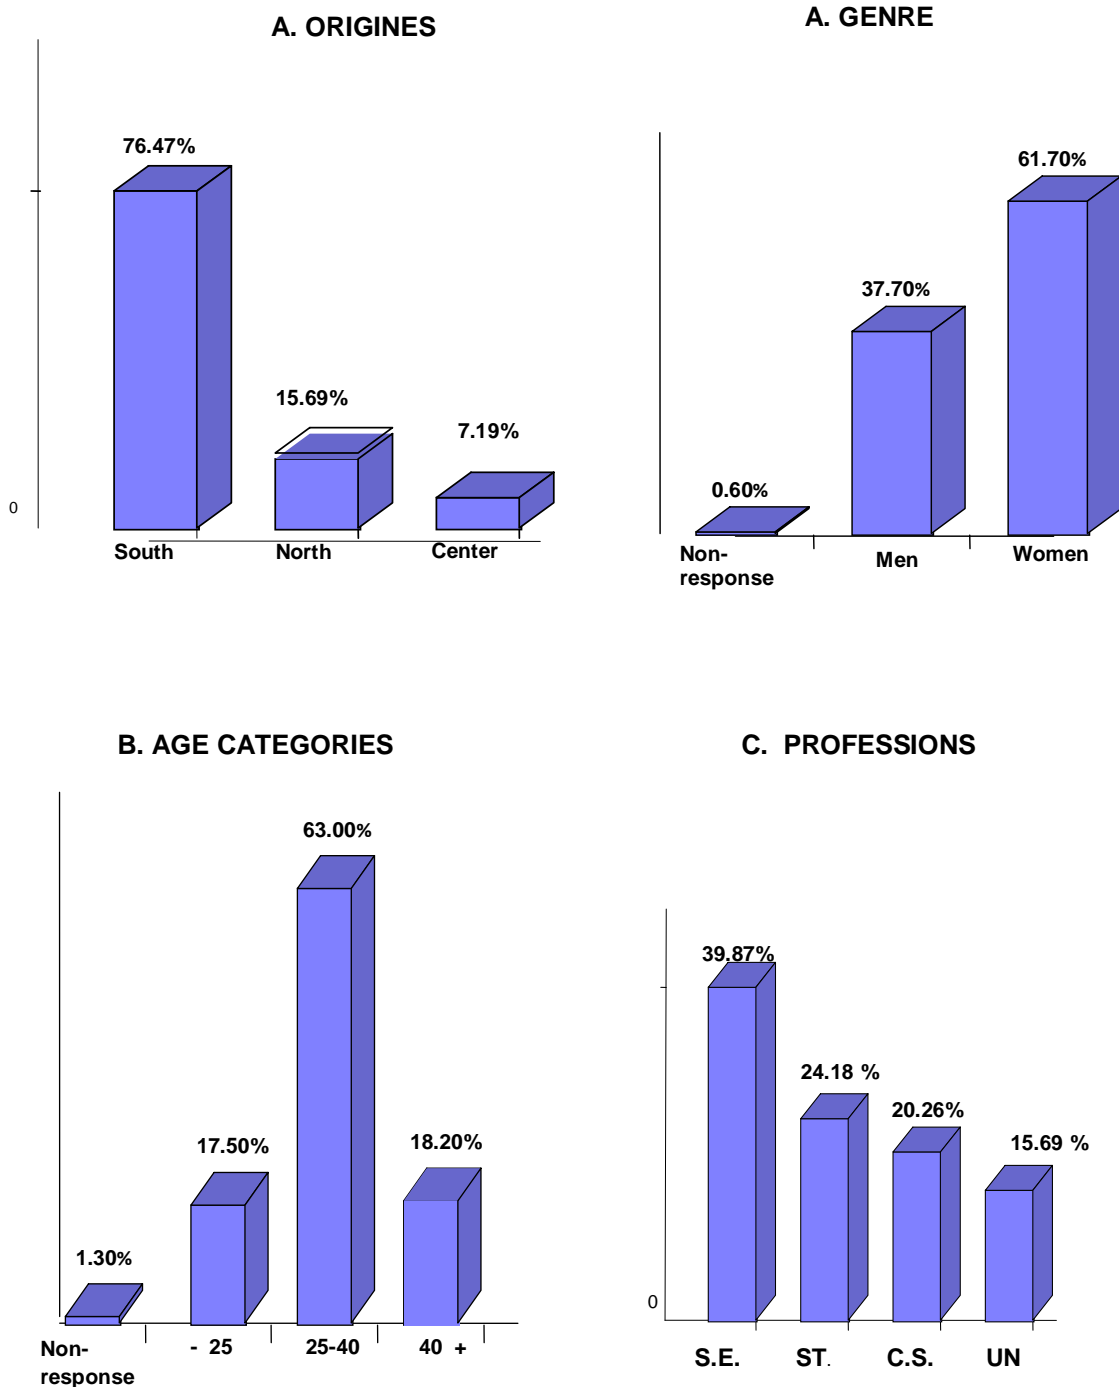 A. ORIGINES
76.47%
15.69%
7.19%
0
South
North
Center
A. GENRE
61.70%
37.70%
0.60%
Non-
response
Men
Women
B. AGE CATEGORIES
63.00%
17.50%
18.20%
1.30%
Non-
response
- 25
25-40
40 +
C. PROFESSIONS
39.87%
24.18 %
20.26%
15.69 %
0
S.E.
ST.
C.S.
UN